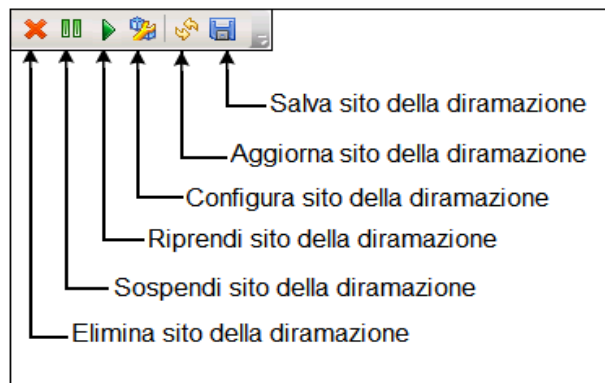 Salva sito della diramazione
Aggiorna sito della diramazione
Configura sito della diramazione
Riprendi sito della diramazione
Sospendi sito della diramazione
Elimina sito della diramazione